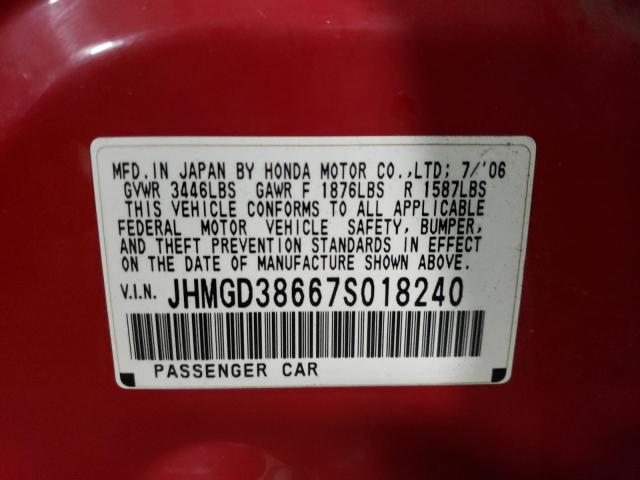 MFD.IN JAPAN BY HONDA MOTOR CO.,LTD; 7/'06
GVWR 3446LBS GAWR F 1876LBS R 1587LBS
THIS VEHICLE CONFORMS TO ALL APPLICABLE
FEDERAL MOTOR VEHICLE SAFETY, BUMPER,
AND THEFT PREVENTION STANDARDS IN EFFECT
ON THE DATE OF MANUFACTURE SHOWN ABOVE.
V.I.N. JHMGD38667S018240
PASSENGER CAR